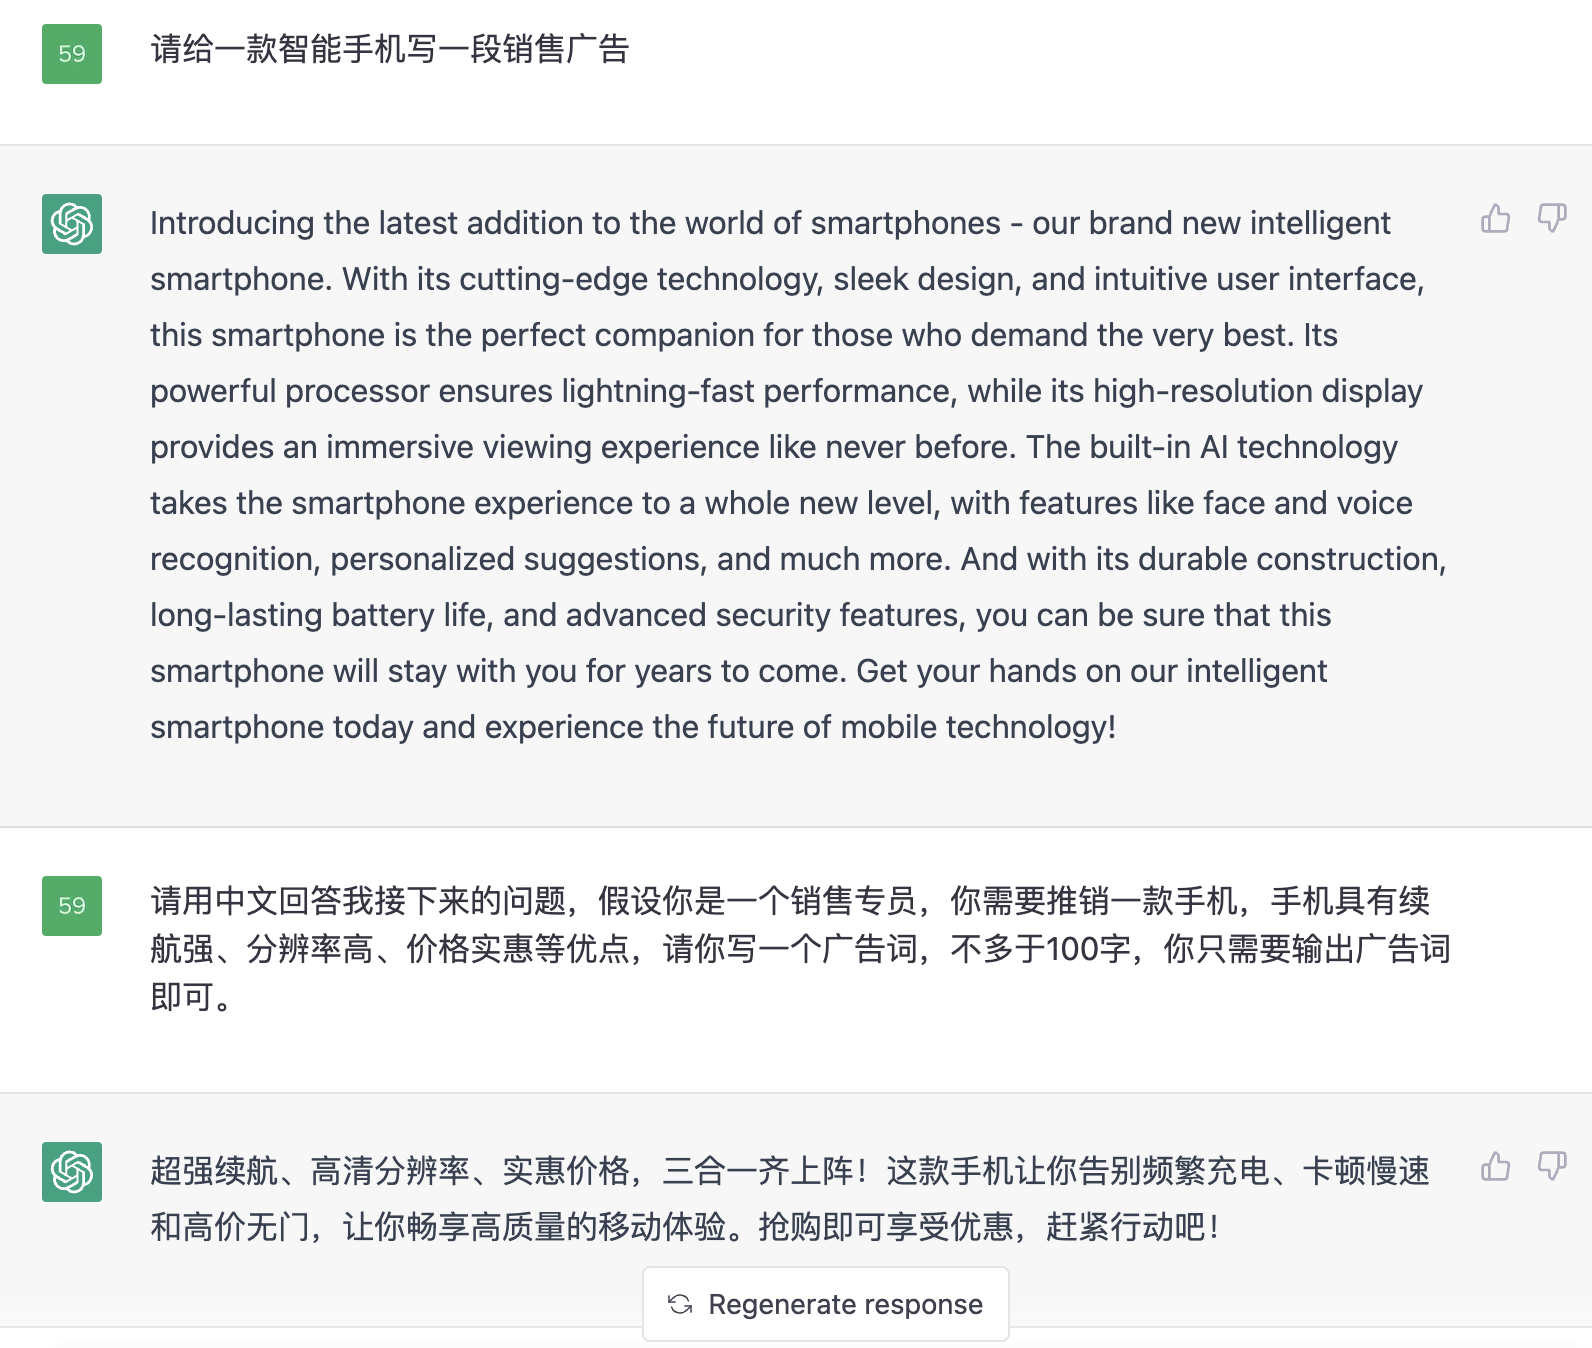 59
请给一款智能手机写一段销售广告
Introducing the latest addition to the world of smartphones - our brand new intelligent
smartphone. With its cutting-edge technology, sleek design, and intuitive user interface,
this smartphone is the perfect companion for those who demand the very best. Its
powerful processor ensures lightning-fast performance, while its high-resolution display
provides an immersive viewing experience like never before. The built-in AI technology
takes the smartphone experience to a whole new level, with features like face and voice
recognition, personalized suggestions, and much more. And with its durable construction,
long-lasting battery life, and advanced security features, you can be sure that this
smartphone will stay with you for years to come. Get your hands on our intelligent
smartphone today and experience the future of mobile technology!
59
请用中文回答我接下来的问题，假设你是一个销售专员，你需要推销一款手机，手机具有续
航强、分辨率高、价格实惠等优点，请你写一个广告词，不多于100字，你只需要输出广告词
即可。
超强续航、高清分辨率、实惠价格，三合一齐上阵！这款手机让你告别频繁充电、卡顿慢速
和高价无门，让你畅享高质量的移动体验。抢购即可享受优惠，赶紧行动吧！
Regenerate response